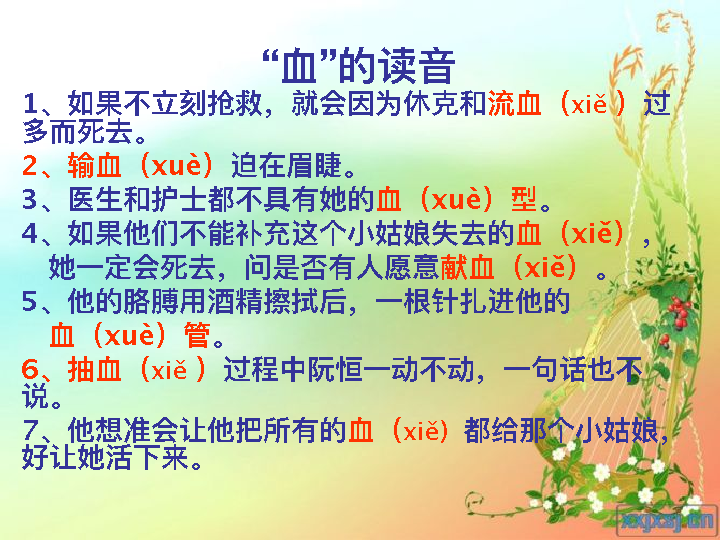 “血”的读音
1、如果不立刻抢救，就会因为休克和流血（xiě ）过
多而死去。
2、输血（xuè）迫在眉睫。
3、医生和护士都不具有她的血（xuè）型。
4、如果他们不能补充这个小姑娘失去的血（xiě），
她一定会死去，问是否有人愿意献血（xiě）。
5、他的胳膊用酒精擦拭后，一根针扎进他的
血（xuè）管。
6、抽血（xiě ）过程中阮恒一动不动，一句话也不
说。
7、他想准会让他把所有的血（xiě)都给那个小姑娘，
好让她活下来。